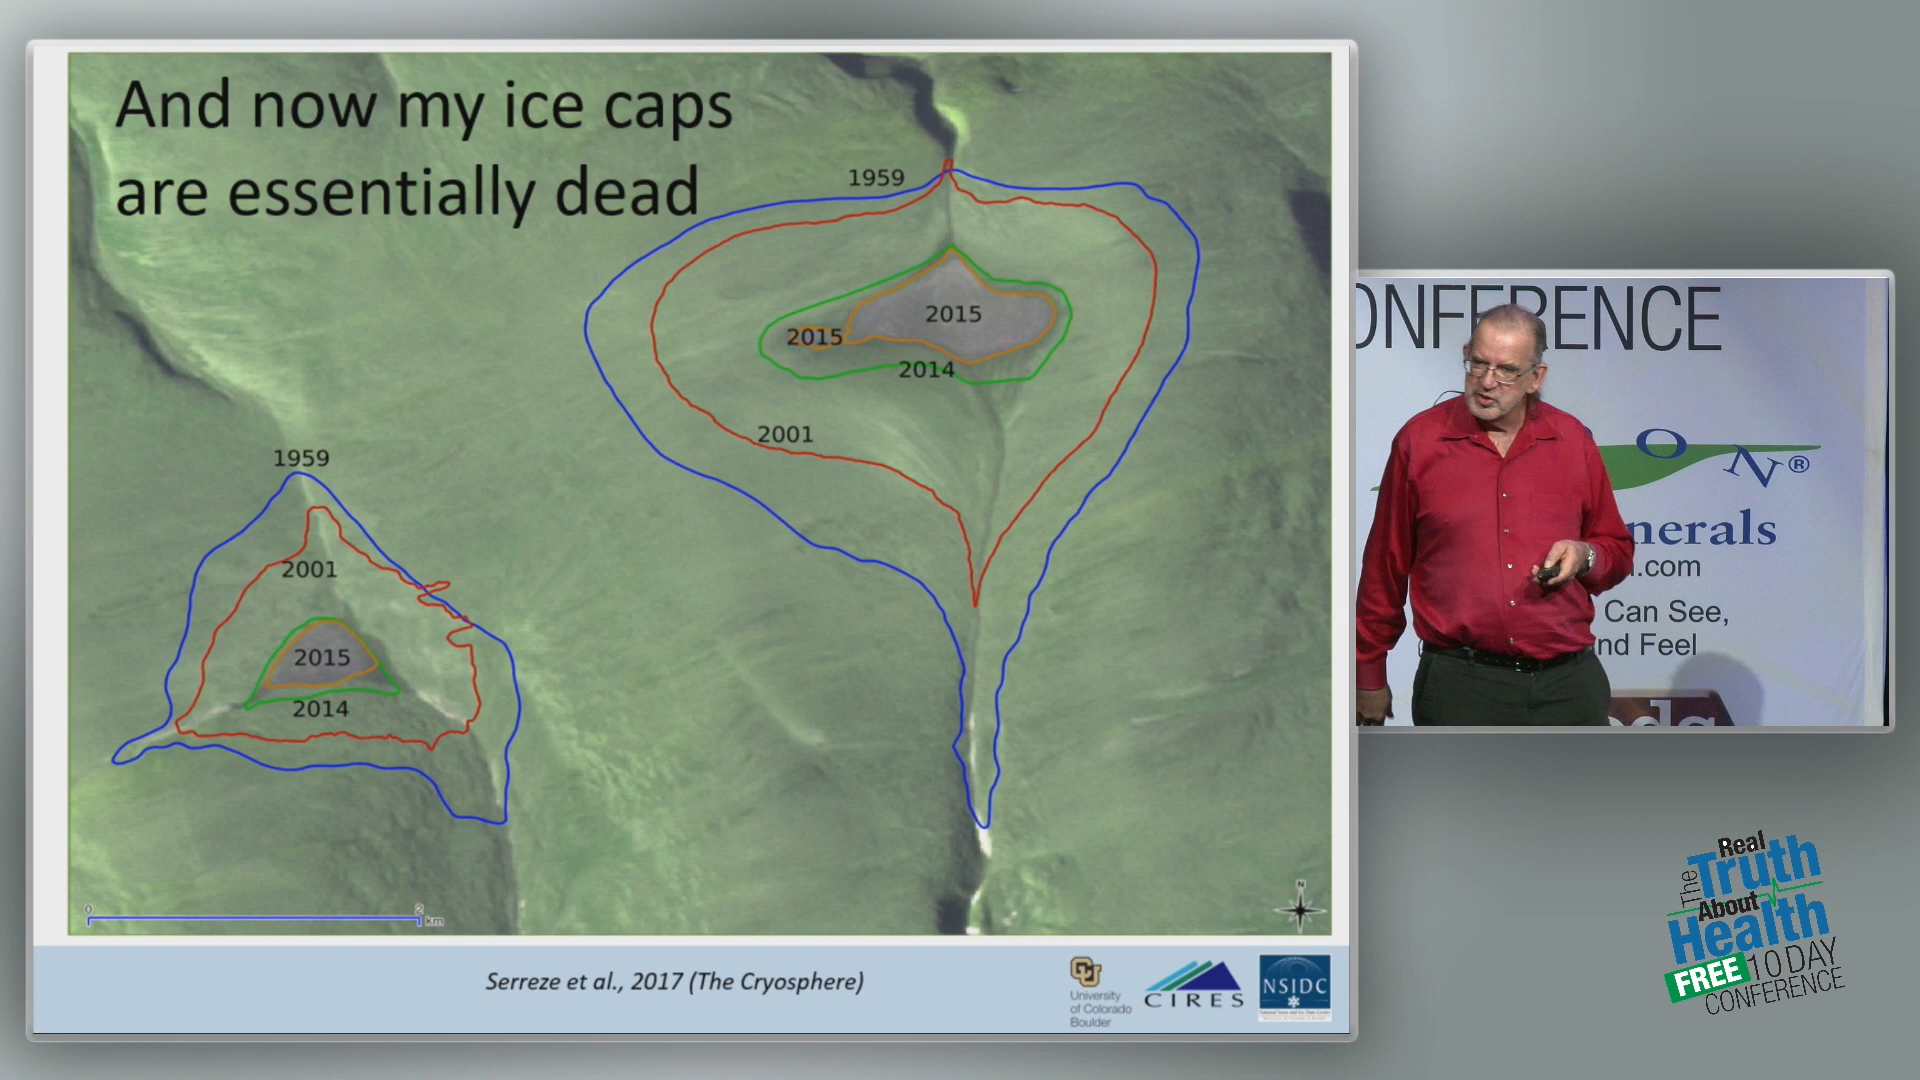 And now my ice caps
are essentially dead
1959
2015
2015
2014
2001
1959
2001
2015
2014
0
2
km
N
Serreze et al., 2017 (The Cryosphere)
CU
University
of Colorado
Boulder
CIRES
NSIDC
ONFERENCE
O N®
nerals
.com
Can See,
nd Feel
The Real
Truth
About
Health
FREE 10 DAY
CONFERENCE